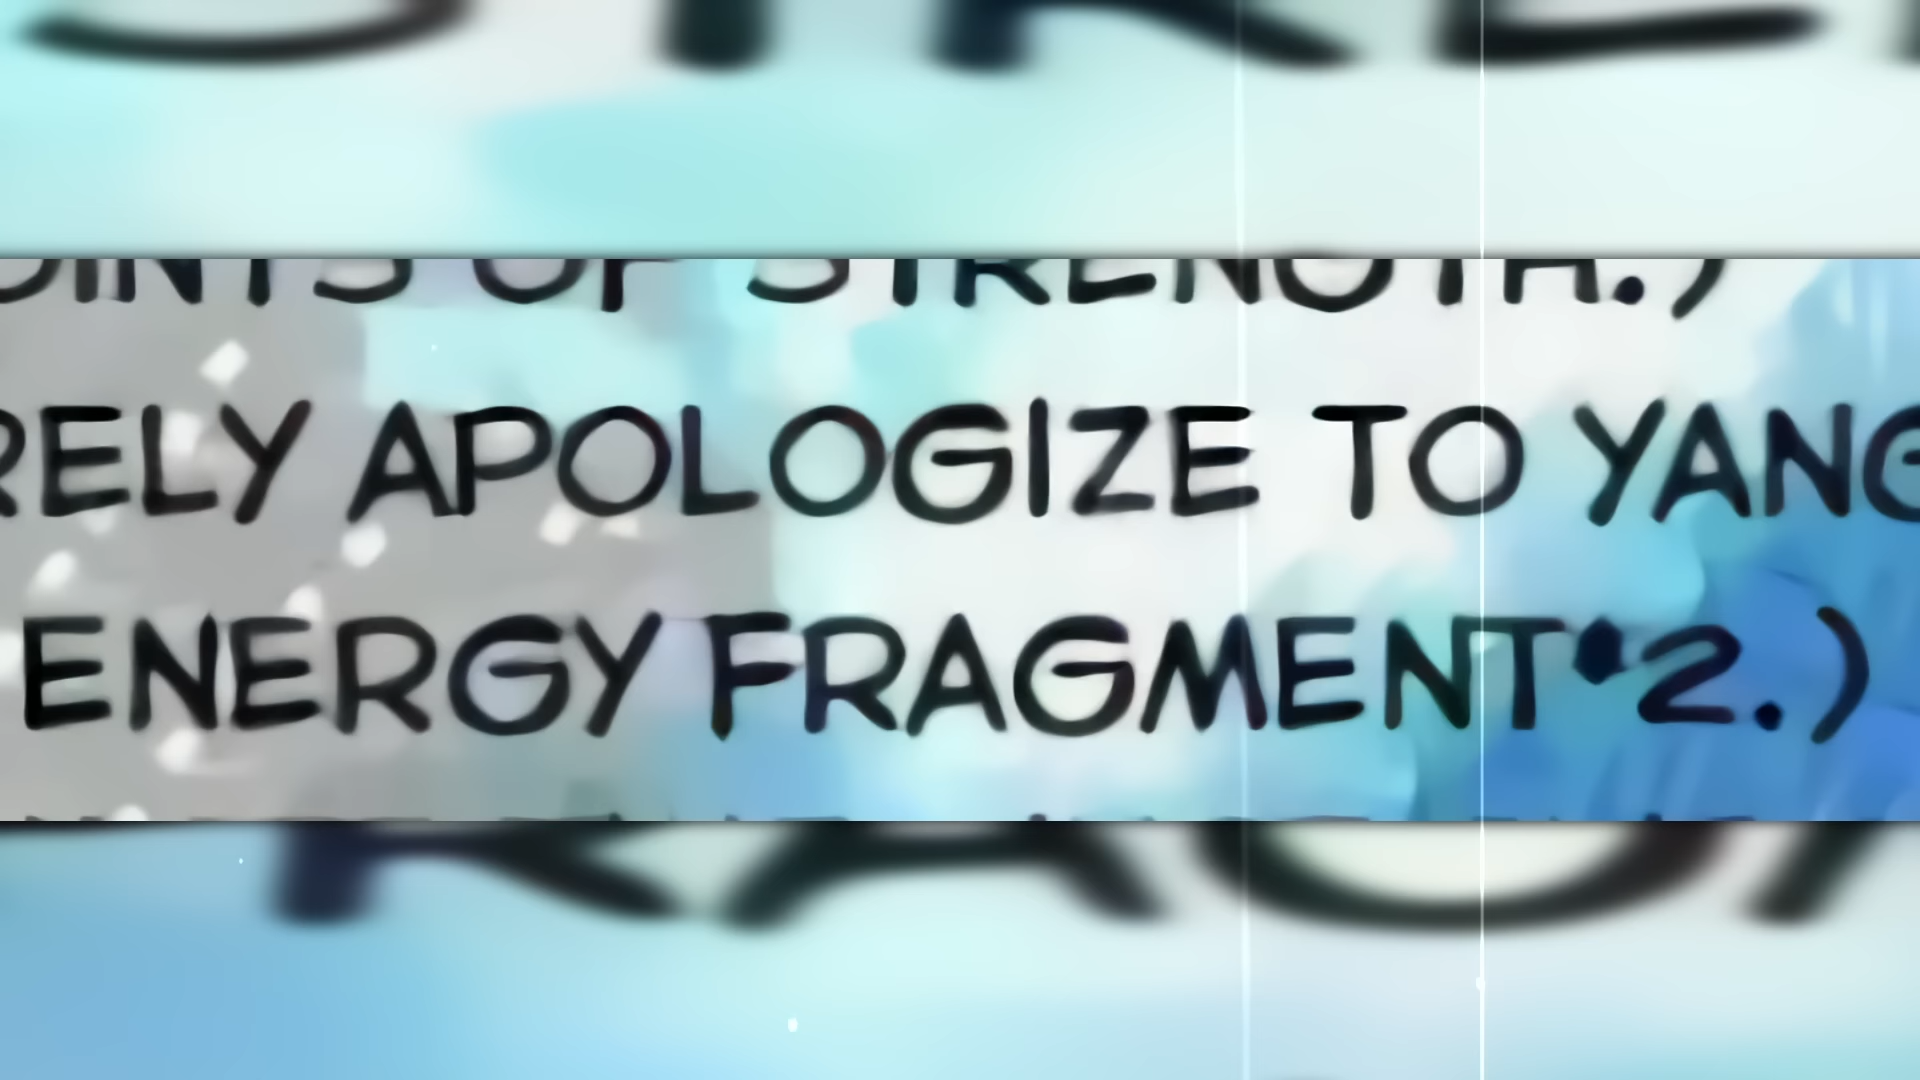 OINTS OF STRENGTH.)
RELY APOLOGIZE TO YANG
ENERGY FRAGMENT*2.)